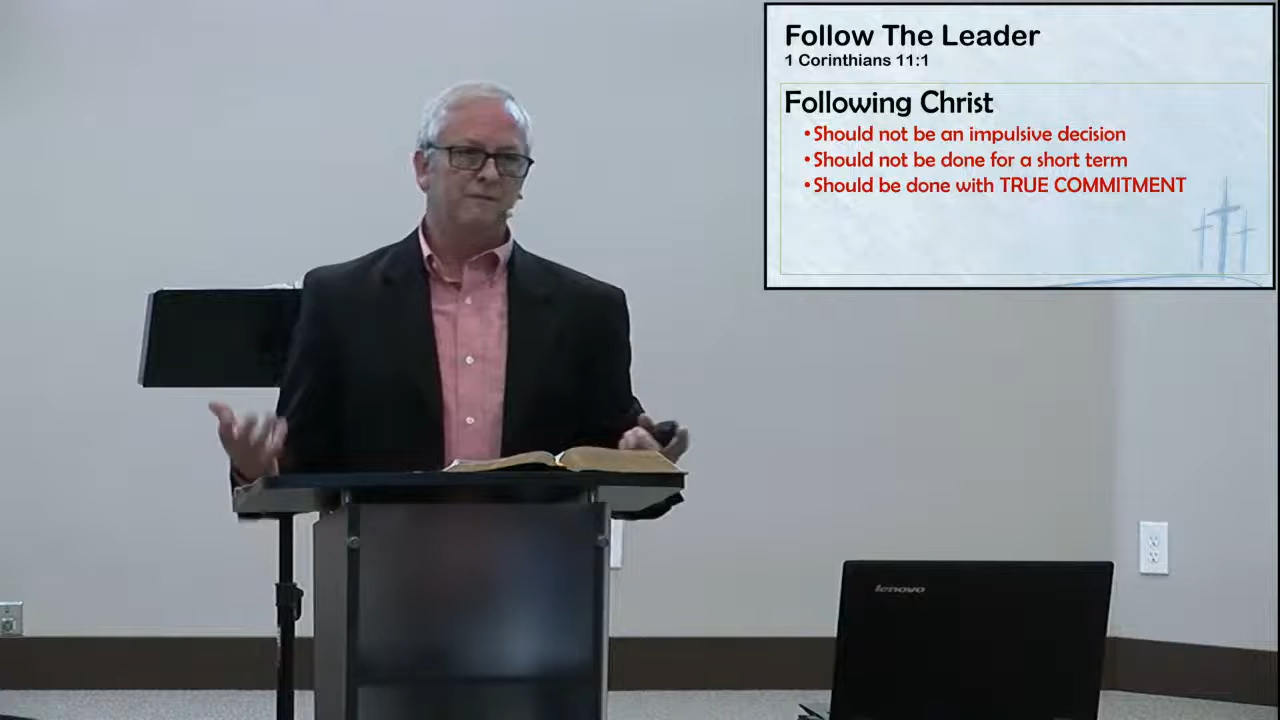 Follow The Leader
1 Corinthians 11:1
Following Christ
•Should not be an impulsive decision
•Should not be done for a short term
•Should be done with TRUE COMMITMENT
lenovo